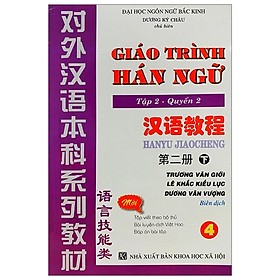 对外汉语本科系列教材
语言技能类
ĐẠI HỌC NGÔN NGỮ BẮC KINH
DƯƠNG KÝ CHÂU
chủ biên
GIÁO TRÌNH
HÁN NGỮ
Tập 2 - Quyển 2
汉语教程
HANYU JIAOCHENG
第二册 下
TRƯƠNG VĂN GIỚI
LÊ KHẮC KIỀU LỤC
DƯƠNG VĂN VƯỢNG
Biên dịch
Mới
Tập viết theo bộ thủ
Bài luyện dịch Việt Hoa
Đáp án bài tập
4
NHÀ XUẤT BẢN KHOA HỌC XÃ HỘI